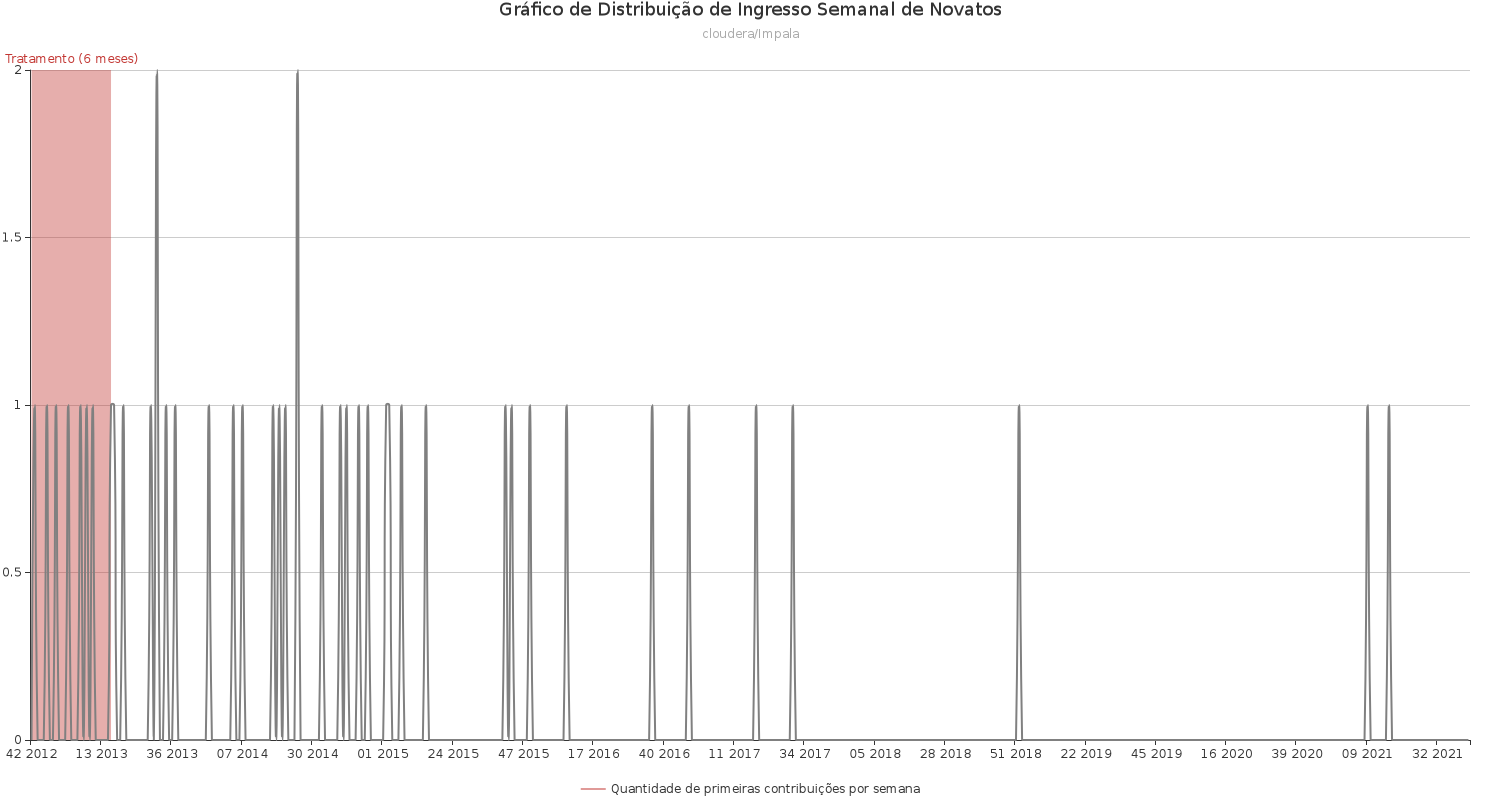 Gráfico de Distribuição de Ingresso Semanal de Novatos
cloudera/Impala
Tratamento (6 meses)
2
1.5
1
0.5
0
42 2012 13 2013 36 2013 07 2014 30 2014 01 2015 24 2015 47 2015 17 2016 40 2016 11 2017 34 2017 05 2018 28 2018 51 2018 22 2019 45 2019 16 2020 39 2020 09 2021 32 2021
Quantidade de primeiras contribuições por semana